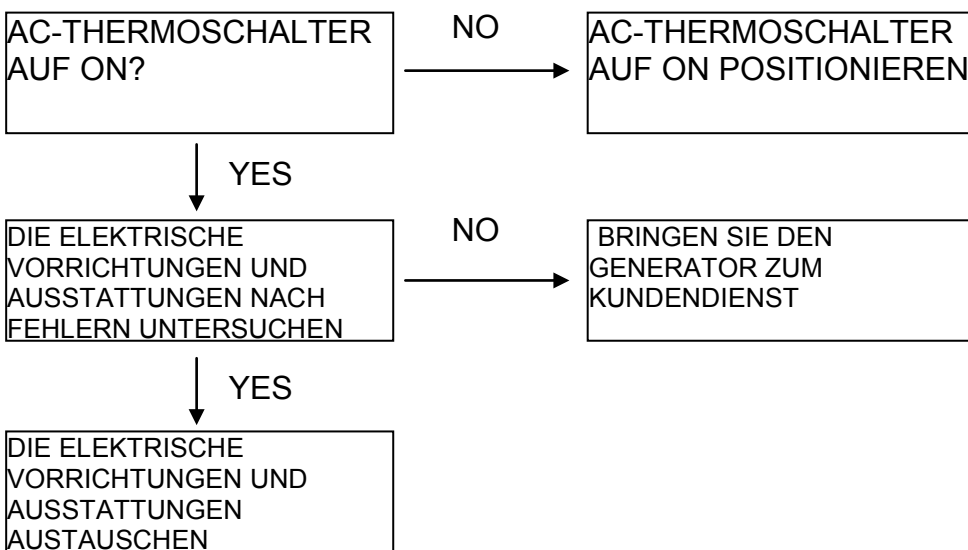 AC-THERMOSCHALTER
AUF ON?
NO
AC-THERMOSCHALTER
AUF ON POSITIONIEREN
YES
DIE ELEKTRISCHE
VORRICHTUNGEN UND
AUSSTATTUNGEN NACH
FEHLERN UNTERSUCHEN
NO
BRINGEN SIE DEN
GENERATOR ZUM
KUNDENDIENST
YES
DIE ELEKTRISCHE
VORRICHTUNGEN UND
AUSSTATTUNGEN
AUSTAUSCHEN